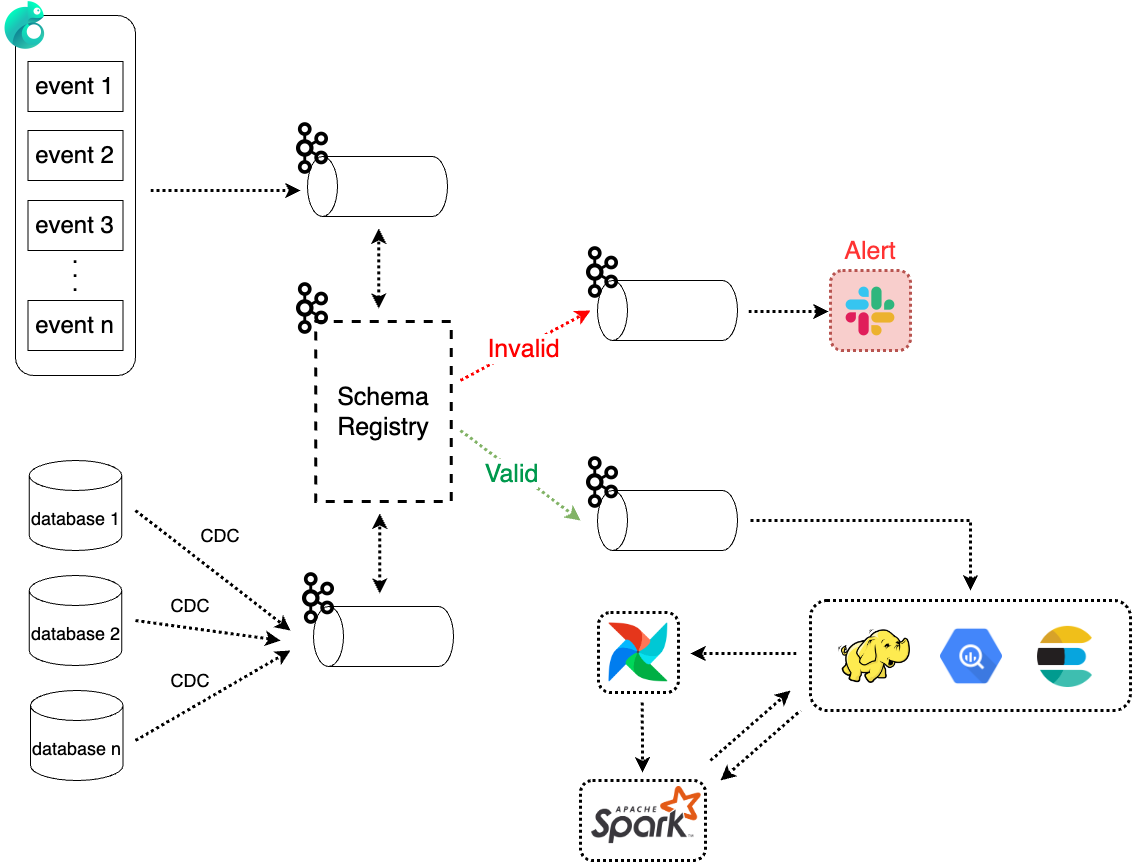 event 1
event 2
event 3
event n
Alert
Invalid
Schema
Registry
Valid
database 1
CDC
database 2
CDC
database n
CDC
APACHE
Spark™